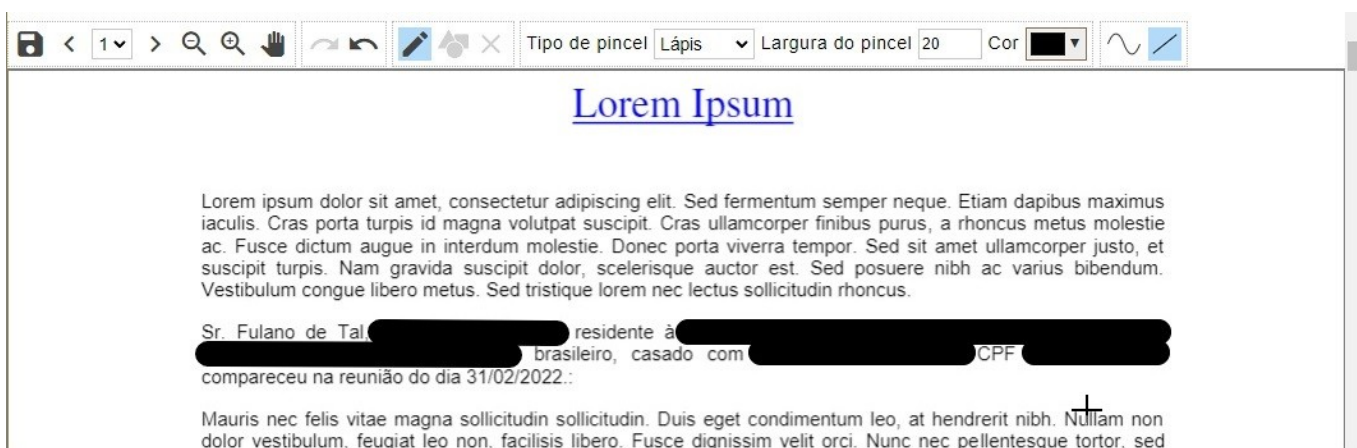 1 Tipo de pincel Lápis Largura do pincel 20 Cor
Lorem Ipsum
Lorem ipsum dolor sit amet, consectetur adipiscing elit. Sed fermentum semper neque. Etiam dapibus maximus
iaculis. Cras porta turpis id magna volutpat suscipit. Cras ullamcorper finibus purus, a rhoncus metus molestie
ac. Fusce dictum augue in interdum molestie. Donec porta viverra tempor. Sed sit amet ullamcorper justo, et
suscipit turpis. Nam gravida suscipit dolor, scelerisque auctor est. Sed posuere nibh ac varius bibendum.
Vestibulum congue libero metus. Sed tristique lorem nec lectus sollicitudin rhoncus.
Sr. Fulano de Tal, residente à
brasileiro, casado com CPF
compareceu na reunião do dia 31/02/2022.:
Mauris nec felis vitae magna sollicitudin sollicitudin. Duis eget condimentum leo, at hendrerit nibh. Nullam non
dolor vestibulum, feugiat leo non, facilisis libero. Fusce dignissim velit orci. Nunc nec pellentesque tortor, sed